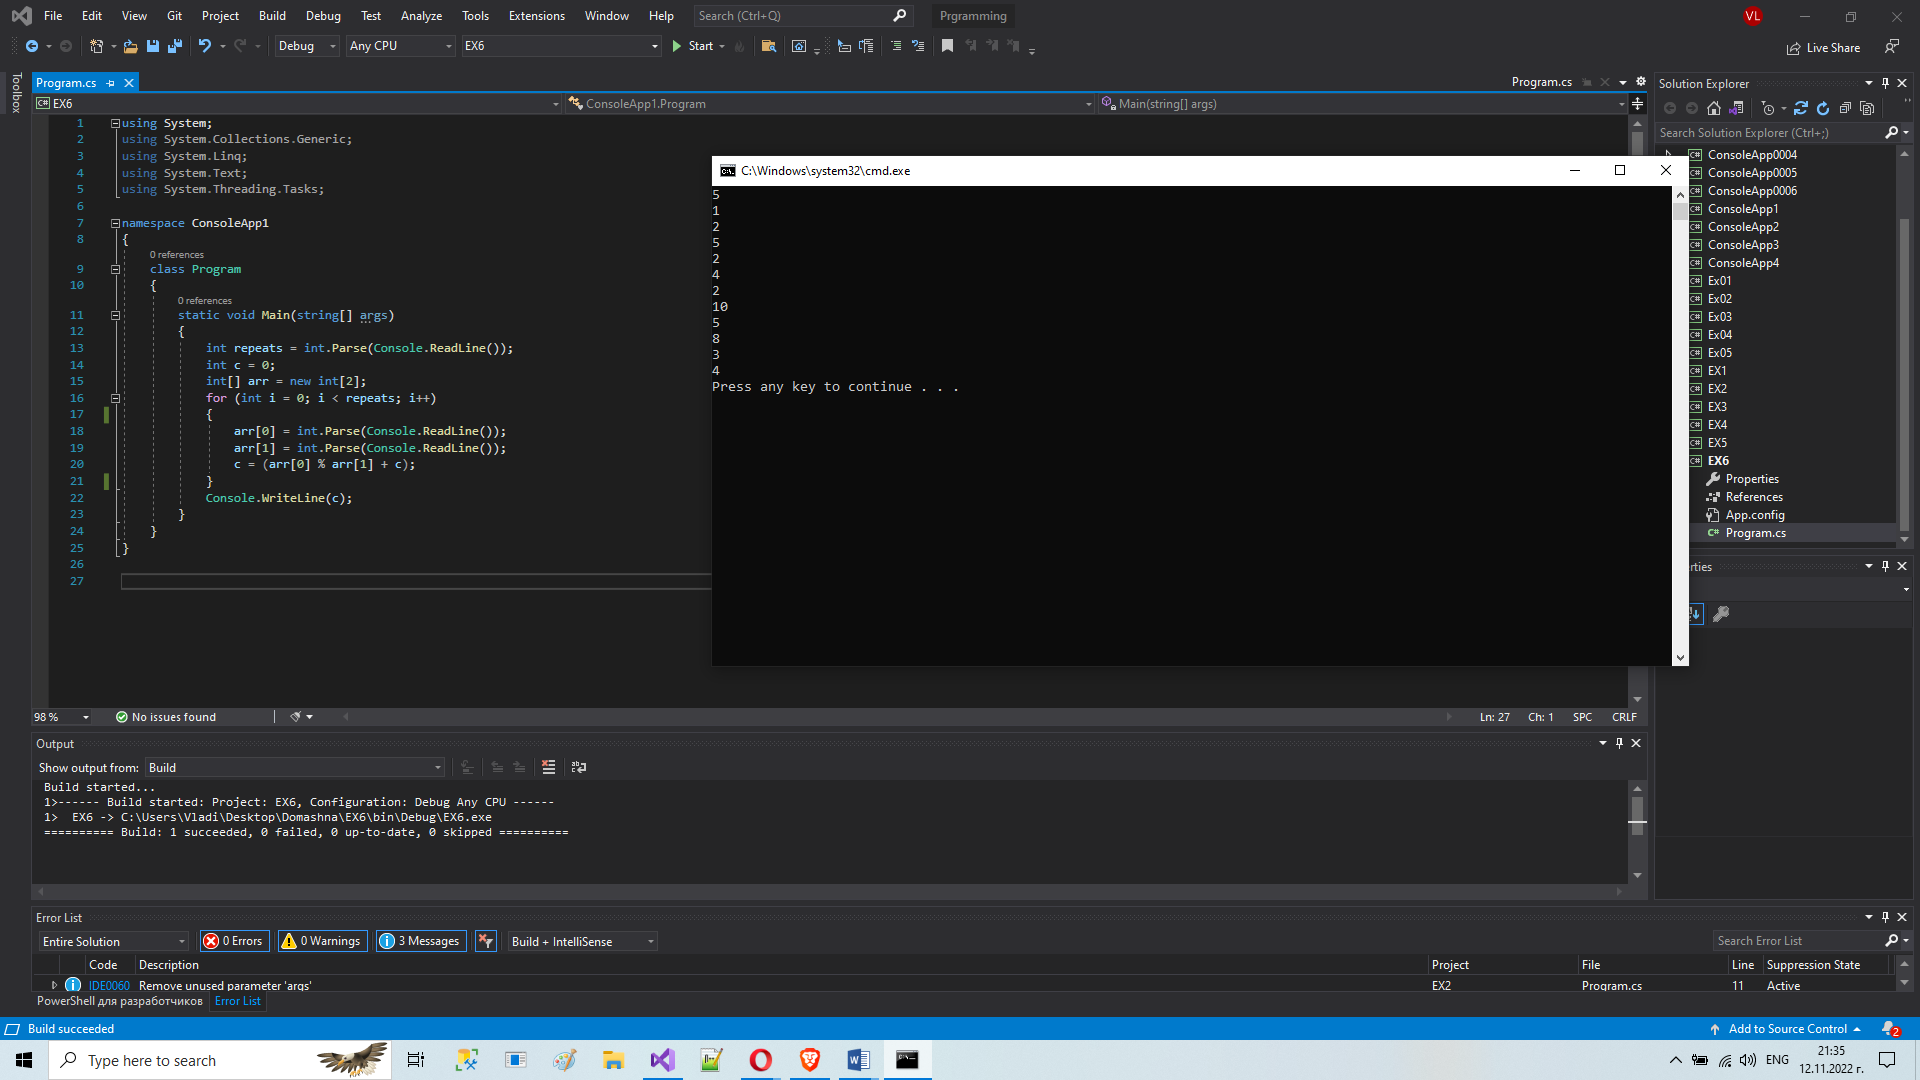 File Edit View Git Project Build Debug Test Analyze Tools Extensions Window Help Search (Ctrl+Q) Prgramming VL
Debug Any CPU EX6 Start Live Share
Toolbox
Program.cs Program.cs
EX6 ConsoleApp1.Program Main(string[] args)
1 using System;
2 using System.Collections.Generic;
3 using System.Linq;
4 using System.Text;
5 using System.Threading.Tasks;
6
7 namespace ConsoleApp1
8 {
0 references
9 class Program
10 {
0 references
11 static void Main(string[] args)
12 {
13 int repeats = int.Parse(Console.ReadLine());
14 int c = 0;
15 int[] arr = new int[2];
16 for (int i = 0; i < repeats; i++)
17 {
18 arr[0] = int.Parse(Console.ReadLine());
19 arr[1] = int.Parse(Console.ReadLine());
20 c = (arr[0] % arr[1] + c);
21 }
22 Console.WriteLine(c);
23 }
24 }
25 }
26
27
98 % No issues found Ln: 27 Ch: 1 SPC CRLF
C:\Windows\system32\cmd.exe
5
1
2
5
2
4
2
10
5
8
3
4
Press any key to continue . . .
Solution Explorer
Search Solution Explorer (Ctrl+;)
C# ConsoleApp0004
C# ConsoleApp0005
C# ConsoleApp0006
C# ConsoleApp1
C# ConsoleApp2
C# ConsoleApp3
C# ConsoleApp4
C# Ex01
C# Ex02
C# Ex03
C# Ex04
C# Ex05
C# EX1
C# EX2
C# EX3
C# EX4
C# EX5
C# EX6
Properties
References
App.config
C# Program.cs
erties
Output
Show output from: Build
Build started...
1>------ Build started: Project: EX6, Configuration: Debug Any CPU ------
1>  EX6 -> C:\Users\Vladi\Desktop\Domashna\EX6\bin\Debug\EX6.exe
========== Build: 1 succeeded, 0 failed, 0 up-to-date, 0 skipped ==========
Error List
Entire Solution 0 Errors 0 Warnings 3 Messages Build + IntelliSense Search Error List
Code Description Project File Line Suppression State
IDE0060 Remove unused parameter 'args' EX2 Program.cs 11 Active
PowerShell для разработчиков Error List
Build succeeded Add to Source Control 2
Type here to search ENG 21:35
12.11.2022 г.